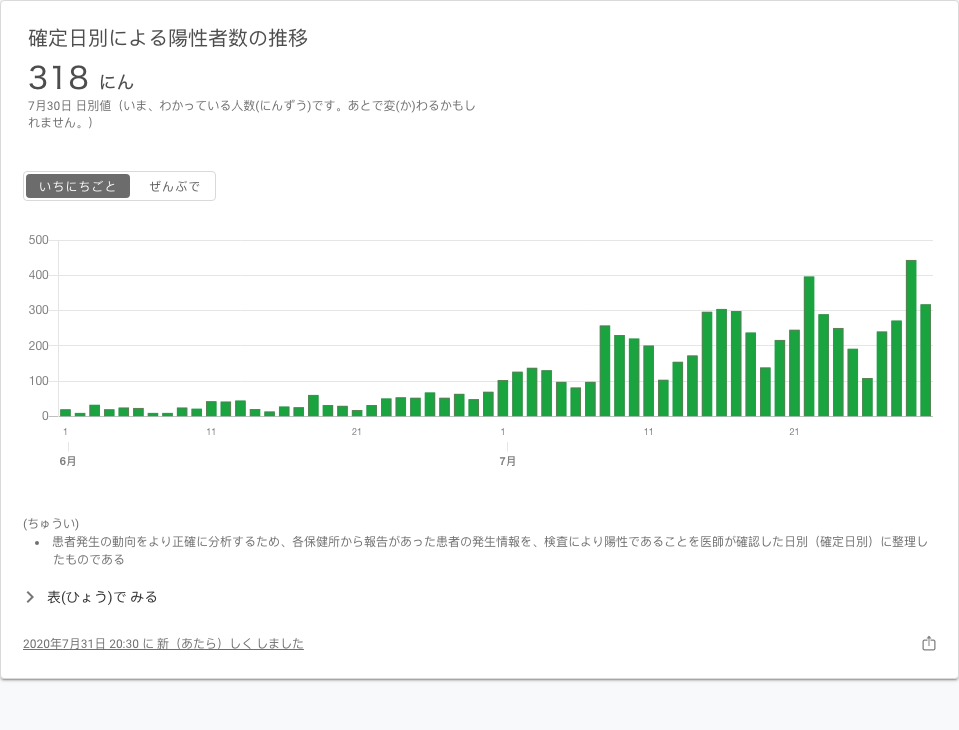 確定日別による陽性者数の推移
318 にん
7月30日 日別値（いま、わかっている人数(にんずう)です。あとで変(か)わるかもし
れません。）
いちにちごと ぜんぶで
500
400
300
200
100
0
1 11 21 1 11 21
6月 7月
(ちゅうい)
• 患者発生の動向をより正確に分析するため、各保健所から報告があった患者の発生情報を、検査により陽性であることを医師が確認した日別（確定日別）に整理し
たものである
表(ひょう)で みる
2020年7月31日 20:30 に 新（あたら）しく しました